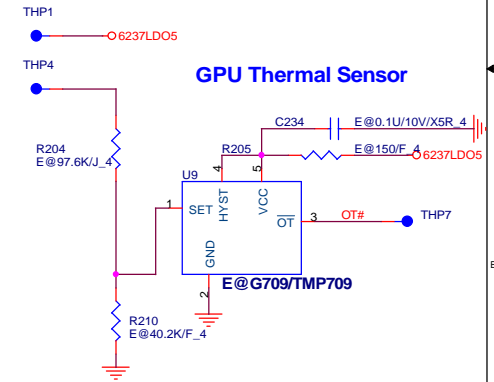 THP1
6237LDO5
THP4
GPU Thermal Sensor
C234
E@0.1U/10V/X5R_4
R204
E@97.6K/J_4
R205
E@150/F_4
6237LDO5
U9
4
5
1
SET
HYST
VCC
OT
3
OT#
THP7
GND
2
E@G709/TMP709
R210
E@40.2K/F_4
E